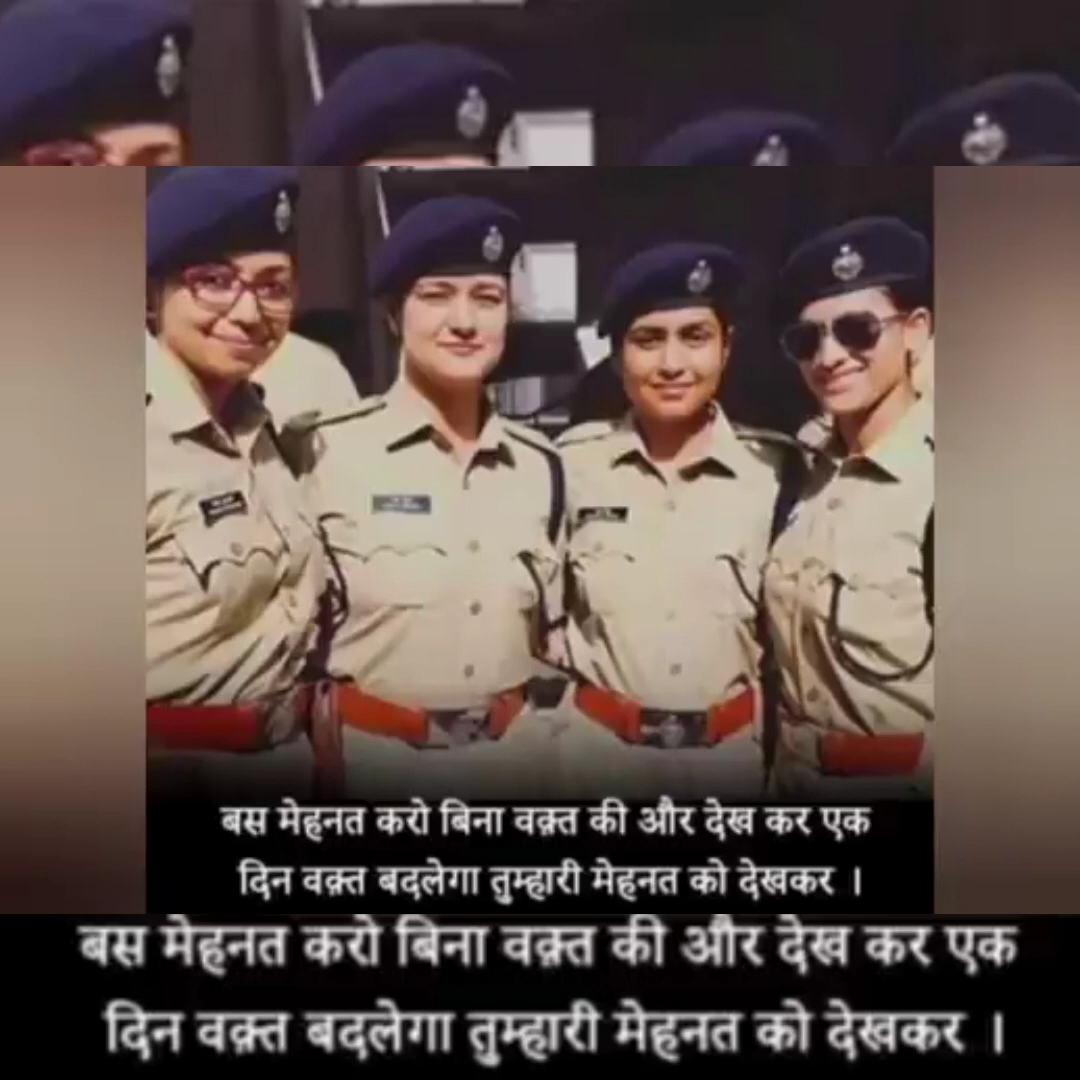 बस मेहनत करो बिना वक़्त की और देख कर एक
दिन वक़्त बदलेगा तुम्हारी मेहनत को देखकर ।
बस मेहनत करो बिना वक़्त की और देख कर एक
दिन वक़्त बदलेगा तुम्हारी मेहनत को देखकर ।